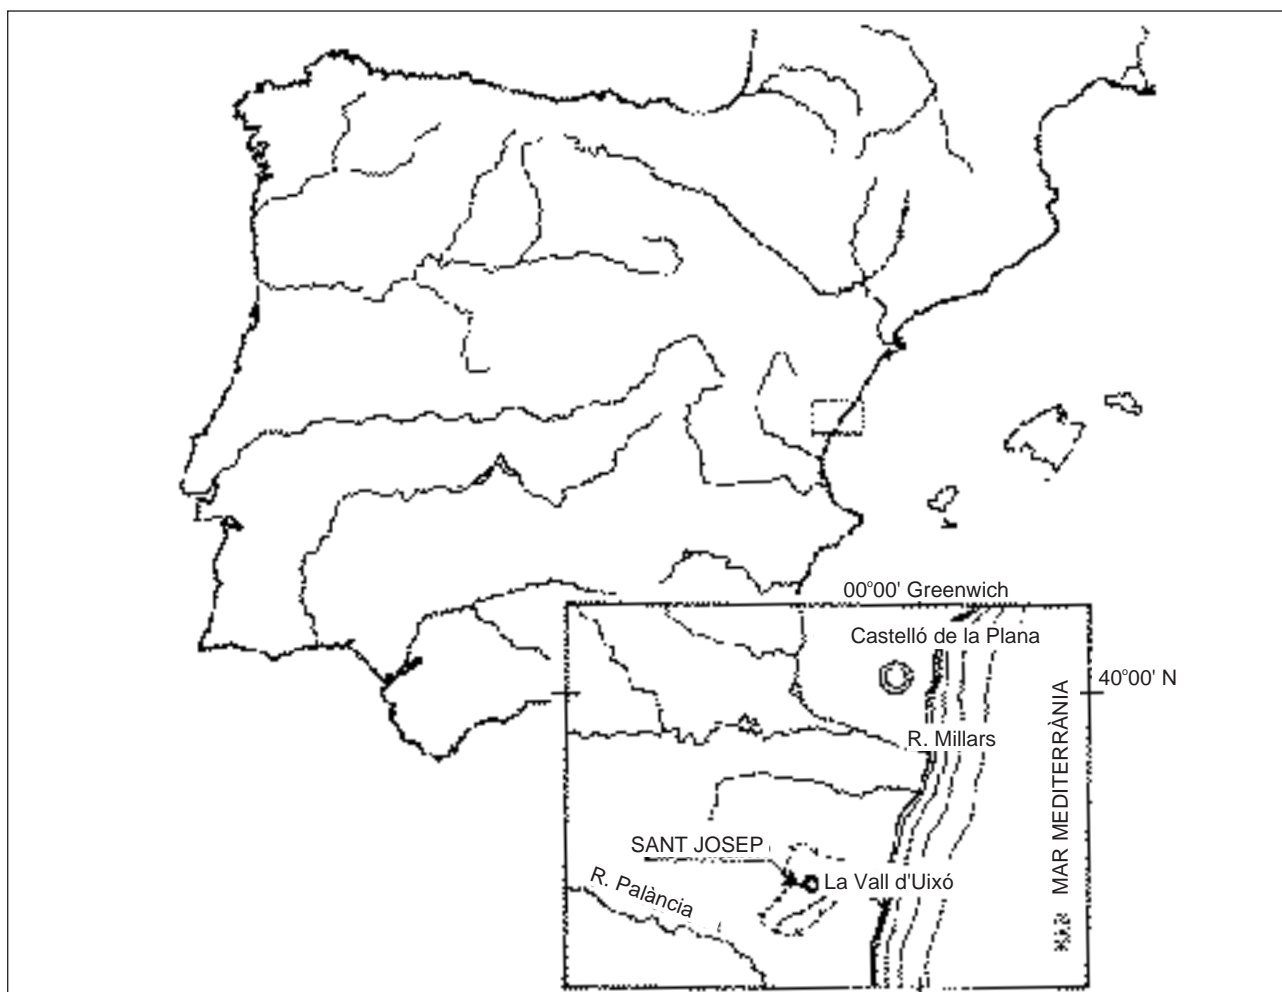 00°00' Greenwich
Castelló de la Plana
40°00' N
R. Millars
MAR MEDITERRÀNIA
SANT JOSEP
La Vall d'Uixó
R. Palància